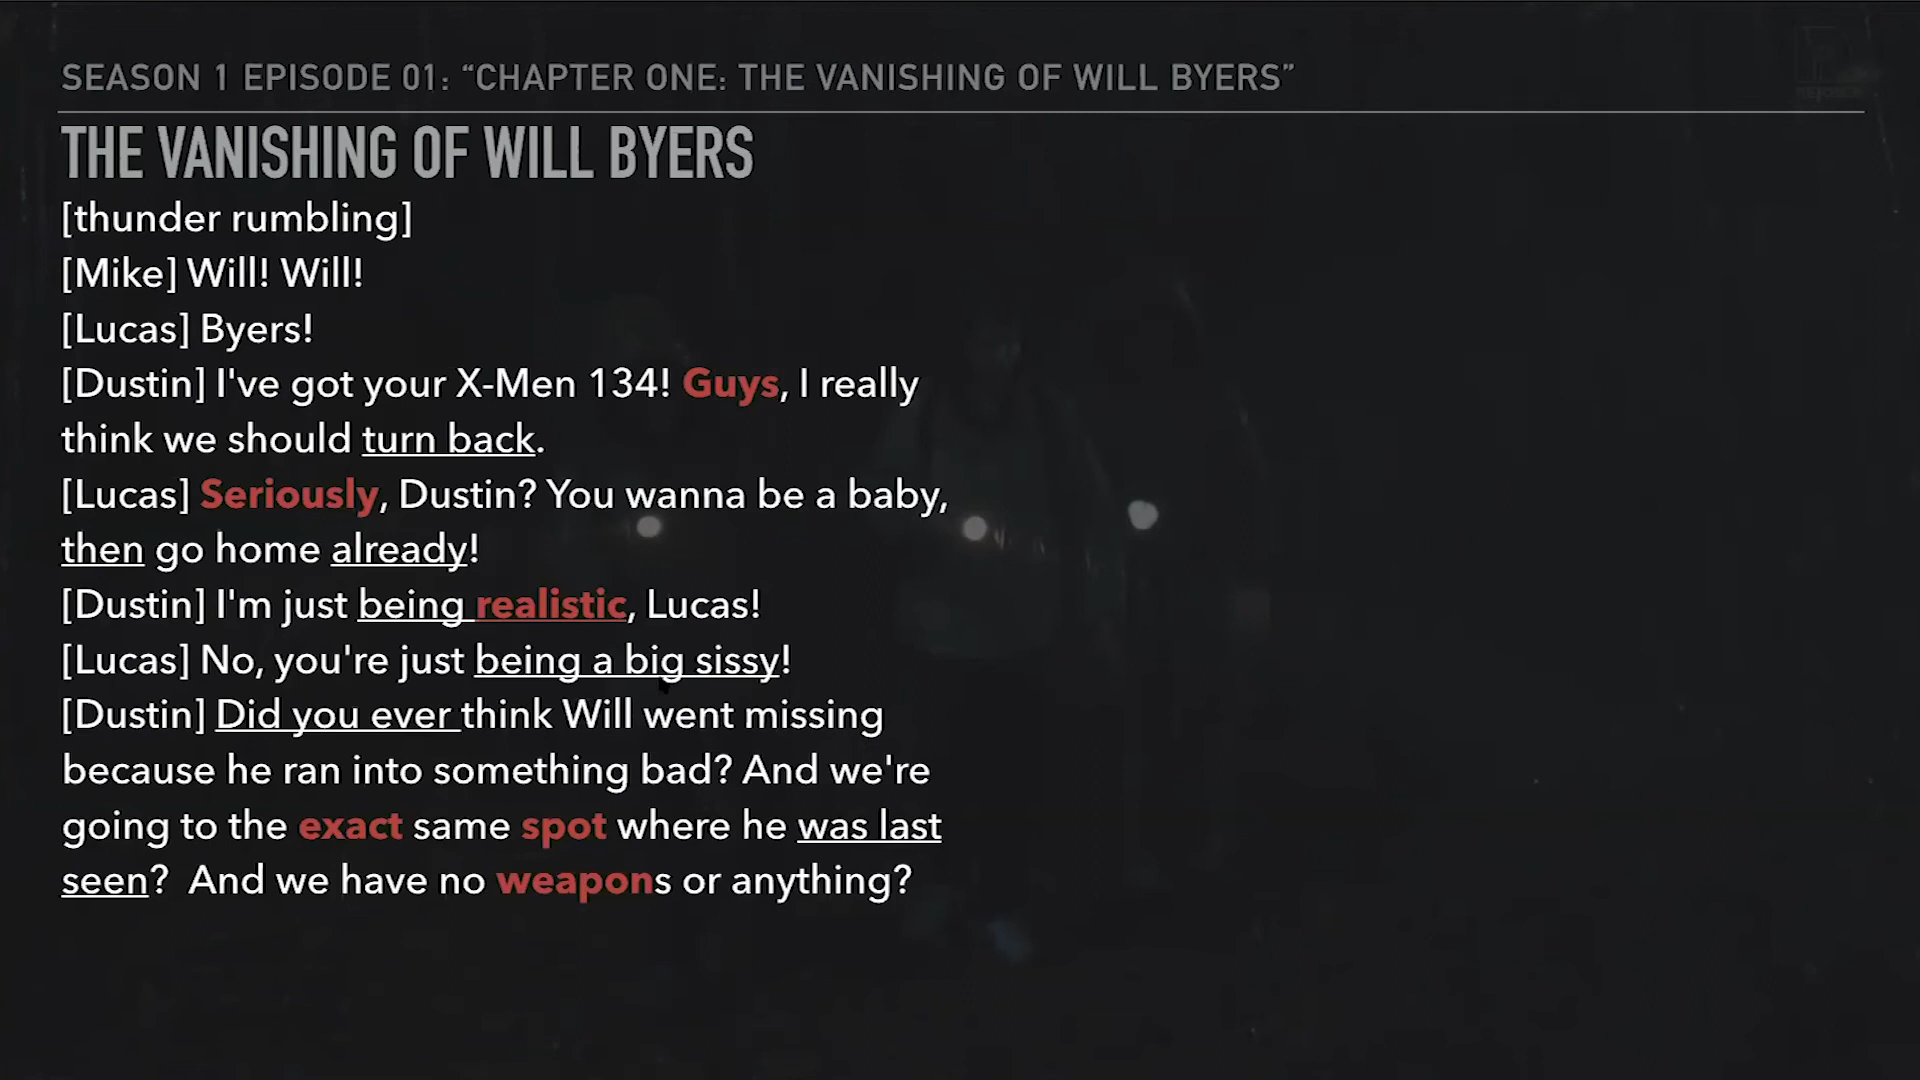 SEASON 1 EPISODE 01: “CHAPTER ONE: THE VANISHING OF WILL BYERS”
THE VANISHING OF WILL BYERS
[thunder rumbling]
[Mike] Will! Will!
[Lucas] Byers!
[Dustin] I've got your X-Men 134! Guys, I really
think we should turn back.
[Lucas] Seriously, Dustin? You wanna be a baby,
then go home already!
[Dustin] I'm just being realistic, Lucas!
[Lucas] No, you're just being a big sissy!
[Dustin] Did you ever think Will went missing
because he ran into something bad? And we're
going to the exact same spot where he was last
seen?  And we have no weapons or anything?